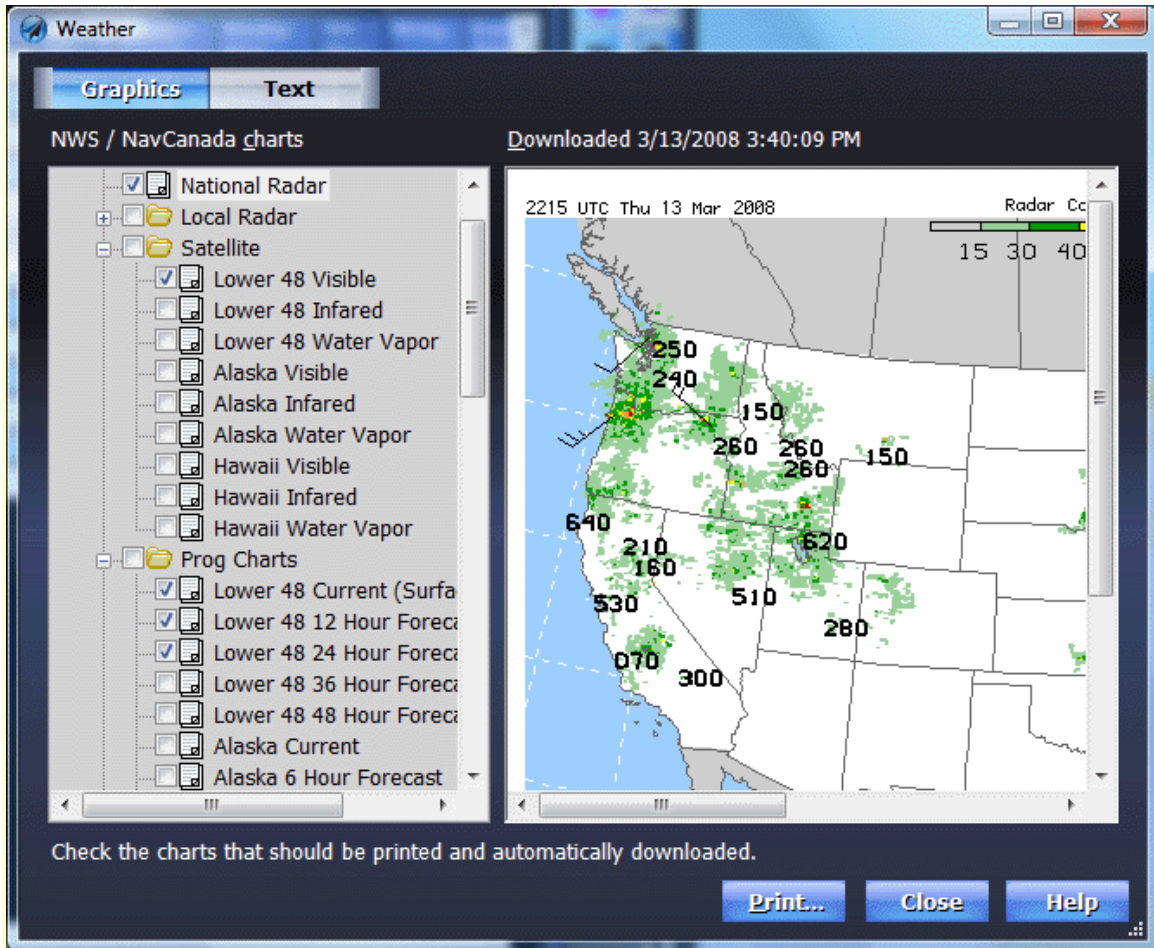 Weather
Graphics Text
NWS / NavCanada charts
Downloaded 3/13/2008 3:40:09 PM
National Radar
Local Radar
Satellite
Lower 48 Visible
Lower 48 Infared
Lower 48 Water Vapor
Alaska Visible
Alaska Infared
Alaska Water Vapor
Hawaii Visible
Hawaii Infared
Hawaii Water Vapor
Prog Charts
Lower 48 Current (Surfa
Lower 48 12 Hour Foreca
Lower 48 24 Hour Foreca
Lower 48 36 Hour Foreca
Lower 48 48 Hour Foreca
Alaska Current
Alaska 6 Hour Forecast
2215 UTC Thu 13 Mar 2008 Radar Co
15 30 40
250
240
150
260 260 150
260
640
620
210
160
510
530
280
070
300
Check the charts that should be printed and automatically downloaded.
Print... Close Help